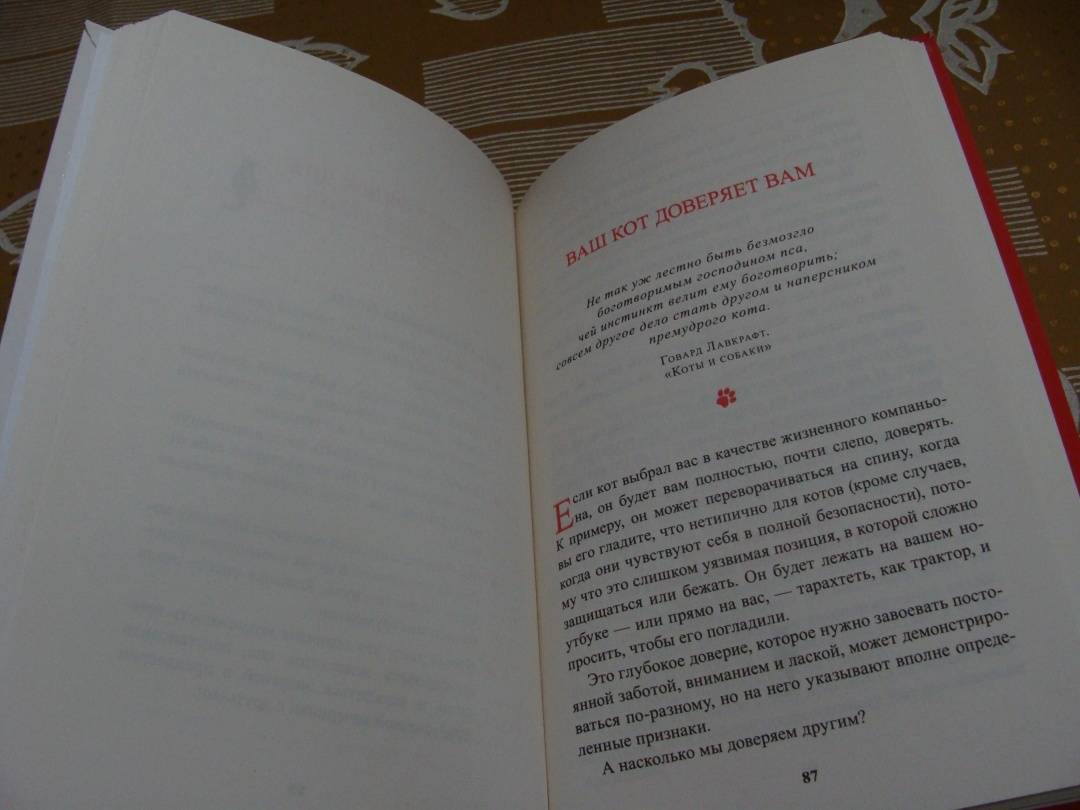 ВАШ КОТ ДОВЕРЯЕТ ВАМ
Не так уж лестно быть безмозгло
боготворимым господином пса,
чей инстинкт велит ему боготворить;
совсем другое дело стать другом и наперсником
премудрого кота.
Говард Лавкрафт.
«Коты и собаки»
Если кот выбрал вас в качестве жизненного компаньо-
на, он будет вам полностью, почти слепо, доверять.
К примеру, он может переворачиваться на спину, когда
вы его гладите, что нетипично для котов (кроме случаев,
когда они чувствуют себя в полной безопасности), пото-
му что это слишком уязвимая позиция, в которой сложно
защищаться или бежать. Он будет лежать на вашем но-
утбуке — или прямо на вас, — тарахтеть, как трактор, и
просить, чтобы его погладили.
Это глубокое доверие, которое нужно завоевать посто-
янной заботой, вниманием и лаской, может демонстриро-
ваться по-разному, но на него указывают вполне опреде-
ленные признаки.
А насколько мы доверяем другим?
87